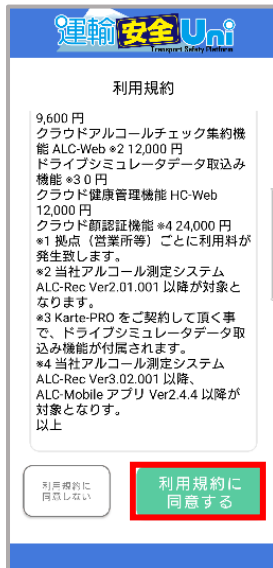 運輸安全Uni
Transport Safety Platform
利用規約
9,600 円
クラウドアルコールチェック集約機
能 ALC-Web ※2 12,000 円
ドライブシミュレータデータ取込み
機能 ※3 0 円
クラウド健康管理機能 HC-Web
12,000 円
クラウド顔認証機能 ※4 24,000 円
※1 拠点（営業所等）ごとに利用料が
発生致します。
※2 当社アルコール測定システム
ALC-Rec Ver2.01.001 以降が対象と
なります。
※3 Karte-PRO をご契約して頂く事
で、ドライブシミュレータデータ取
込み機能が付属されます。
※4 当社アルコール測定システム
ALC-Rec Ver3.02.001 以降、
ALC-Mobile アプリ Ver2.4.4 以降が
対象となりす。
以上
利用規約に
同意しない
利用規約に
同意する